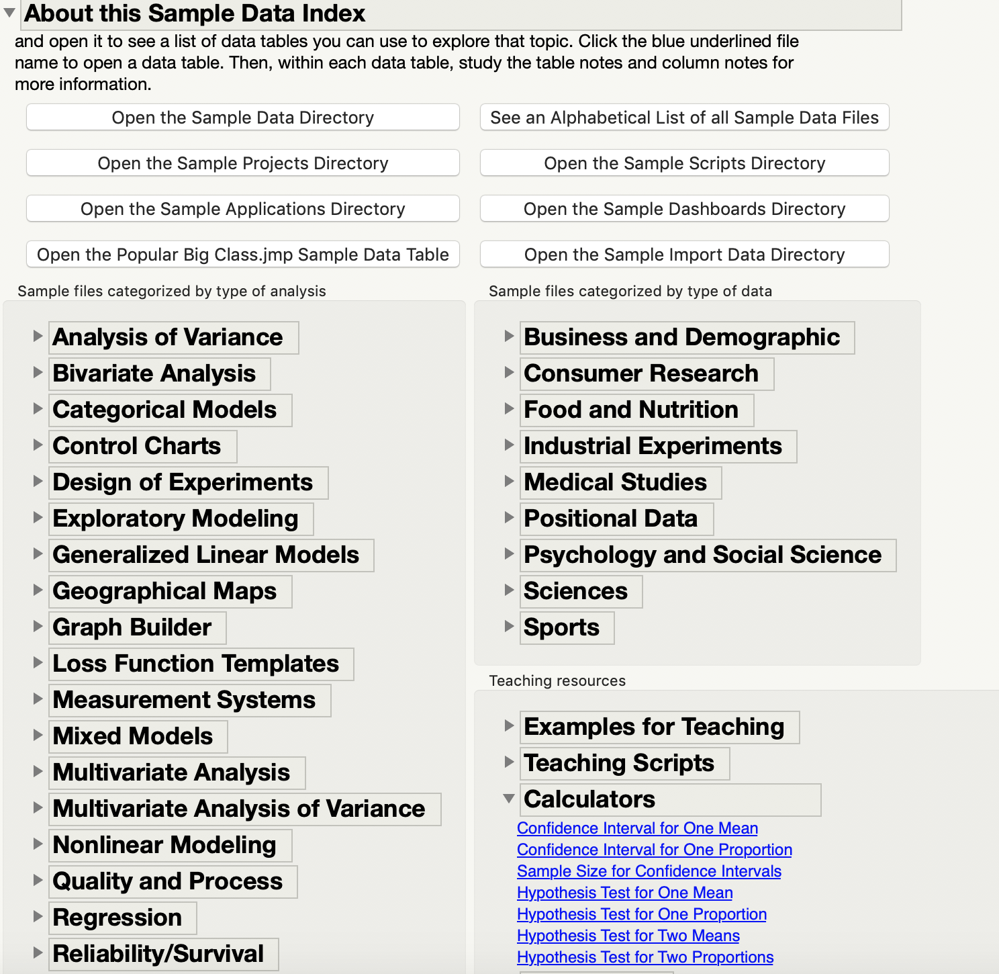 About this Sample Data Index
and open it to see a list of data tables you can use to explore that topic. Click the blue underlined file
name to open a data table. Then, within each data table, study the table notes and column notes for
more information.
Open the Sample Data Directory
See an Alphabetical List of all Sample Data Files
Open the Sample Projects Directory
Open the Sample Scripts Directory
Open the Sample Applications Directory
Open the Sample Dashboards Directory
Open the Popular Big Class.jmp Sample Data Table
Open the Sample Import Data Directory
Sample files categorized by type of analysis
Analysis of Variance
Bivariate Analysis
Categorical Models
Control Charts
Design of Experiments
Exploratory Modeling
Generalized Linear Models
Geographical Maps
Graph Builder
Loss Function Templates
Measurement Systems
Mixed Models
Multivariate Analysis
Multivariate Analysis of Variance
Nonlinear Modeling
Quality and Process
Regression
Reliability/Survival
Sample files categorized by type of data
Business and Demographic
Consumer Research
Food and Nutrition
Industrial Experiments
Medical Studies
Positional Data
Psychology and Social Science
Sciences
Sports
Teaching resources
Examples for Teaching
Teaching Scripts
Calculators
Confidence Interval for One Mean
Confidence Interval for One Proportion
Sample Size for Confidence Intervals
Hypothesis Test for One Mean
Hypothesis Test for One Proportion
Hypothesis Test for Two Means
Hypothesis Test for Two Proportions